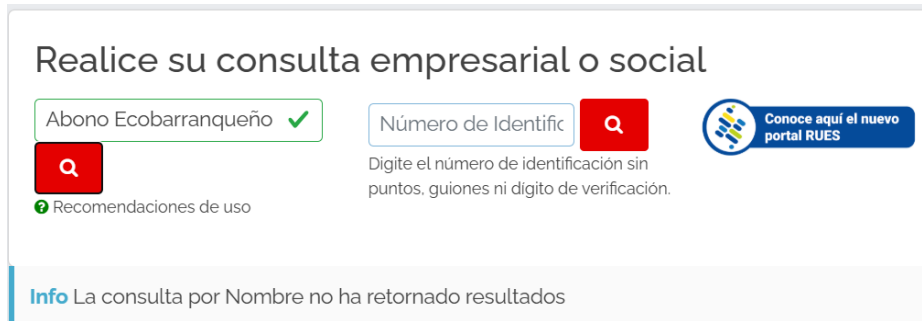 Realice su consulta empresarial o social
Abono Ecobarranqueño
Número de Identific
Digite el número de identificación sin
puntos, guiones ni dígito de verificación.
Recomendaciones de uso
Conoce aquí el nuevo
portal RUES
Info La consulta por Nombre no ha retornado resultados